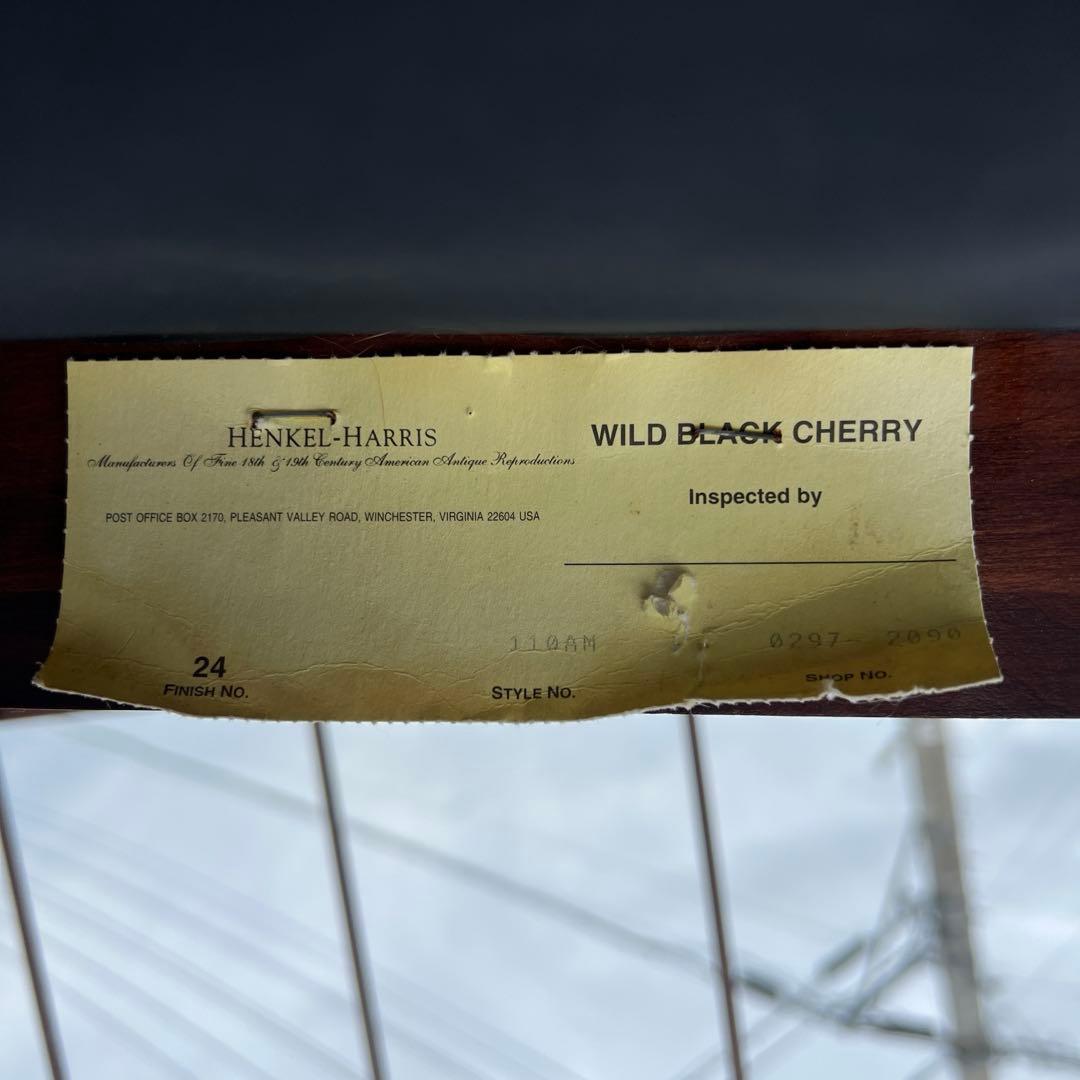 HENKEL-HARRIS
Manufacturers Of Fine 18th & 19th Century American Antique Reproductions
POST OFFICE BOX 2170, PLEASANT VALLEY ROAD, WINCHESTER, VIRGINIA 22604 USA
WILD BLACK CHERRY
Inspected by
24
FINISH NO.
110AM
STYLE NO.
0297- 2090
SHOP NO.